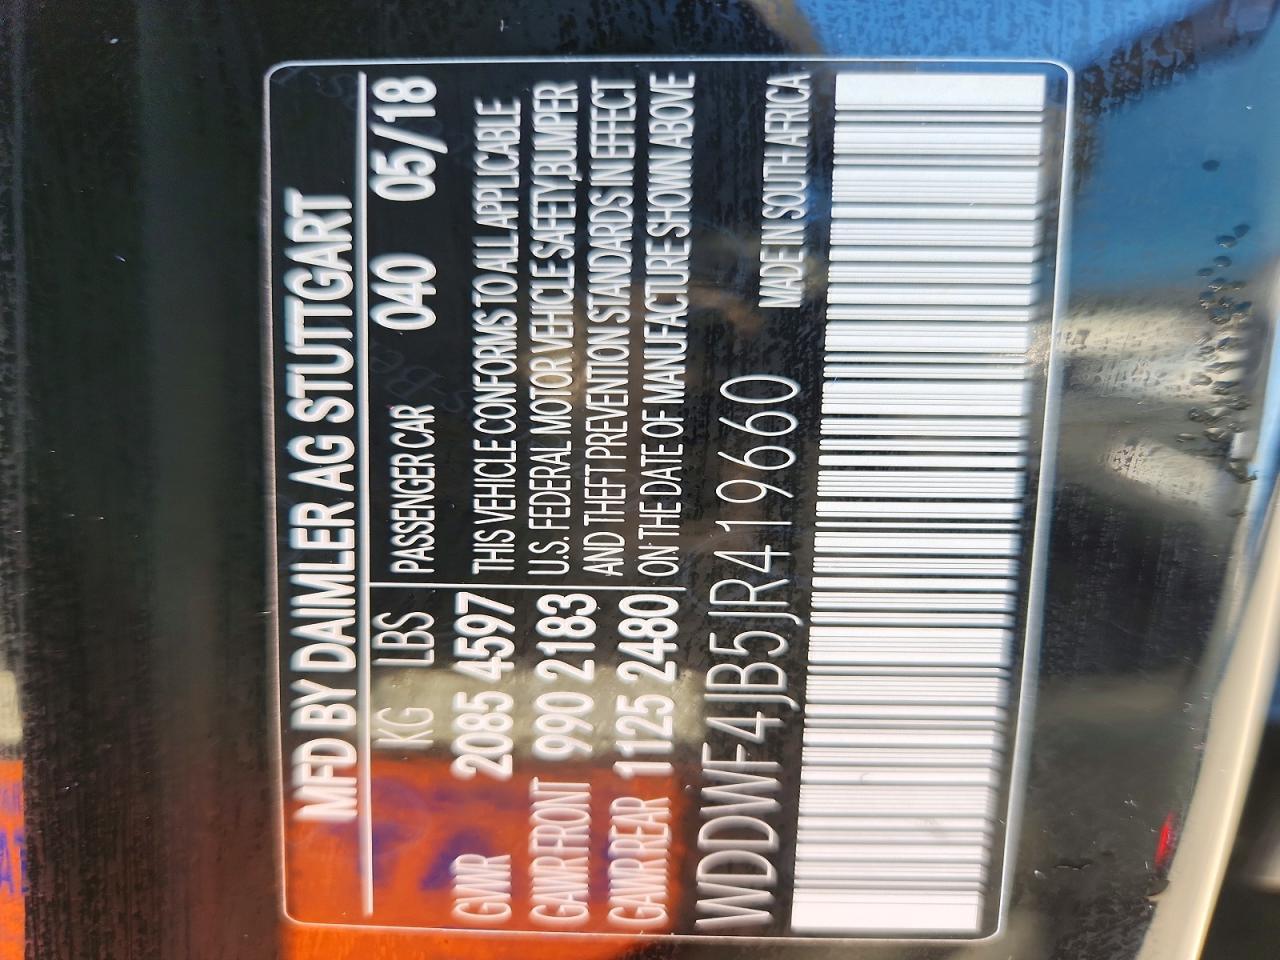 MFD BY DAIMLER AG STUTTGART
KG LBS PASSENGER CAR 040 05/18
GVWR 2085 4597 THIS VEHICLE CONFORMS TO ALL APPLICABLE
GAWR FRONT 990 2183 U.S. FEDERAL MOTOR VEHICLE SAFETY,BUMPER
AND THEFT PREVENTION STANDARDS IN EFFECT
GAWR REAR 1125 2480 ON THE DATE OF MANUFACTURE SHOWN ABOVE
WDDWF4JB5JR419660 MADE IN SOUTH AFRICA